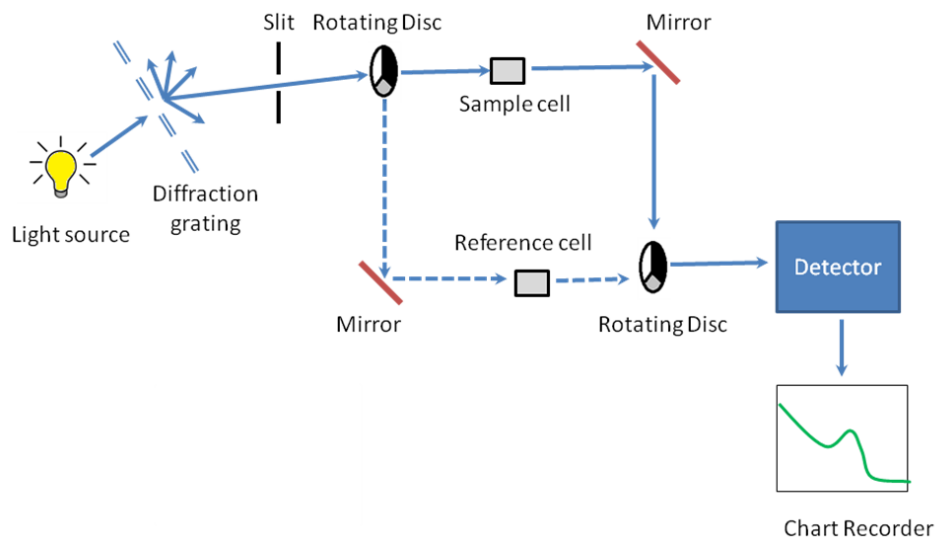 Slit
Rotating Disc
Mirror
Sample cell
Diffraction
grating
Light source
Reference cell
Detector
Mirror
Rotating Disc
Chart Recorder